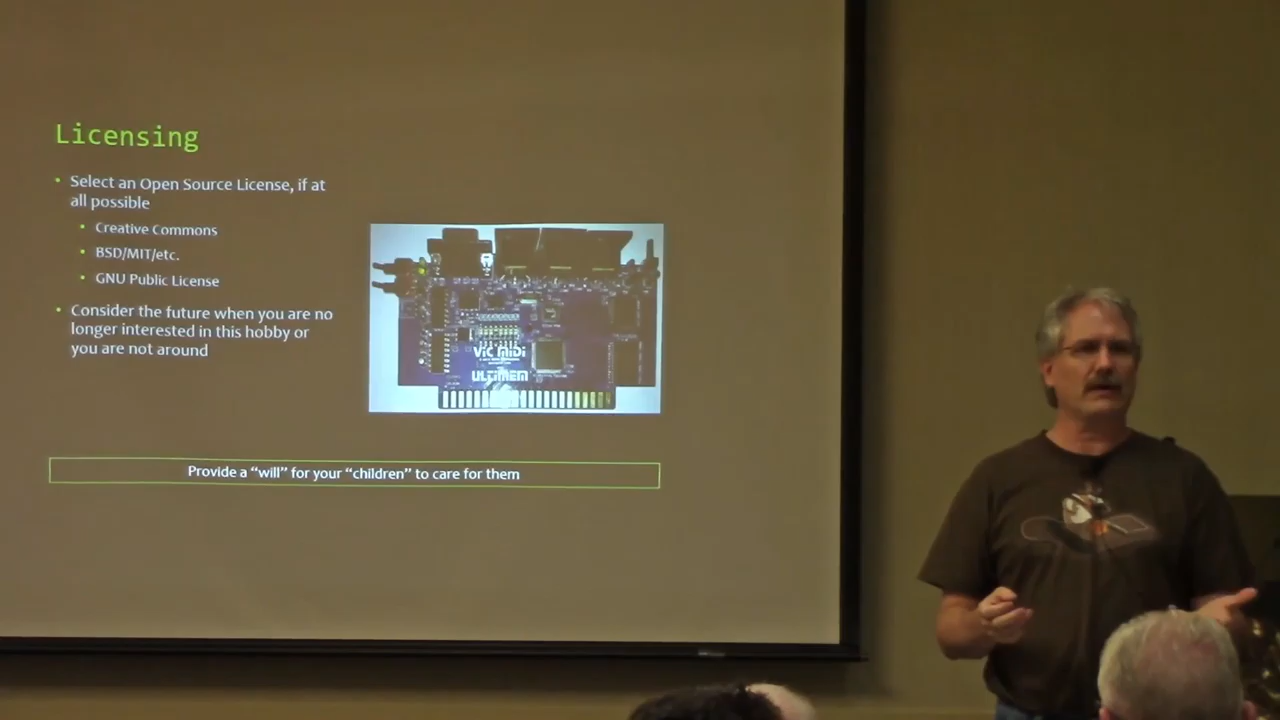 Licensing
Select an Open Source License, if at
all possible
Creative Commons
BSD/MIT/etc.
GNU Public License
Consider the future when you are no
longer interested in this hobby or
you are not around
VIC MIDI
ULTIMEM
Provide a “will” for your “children” to care for them